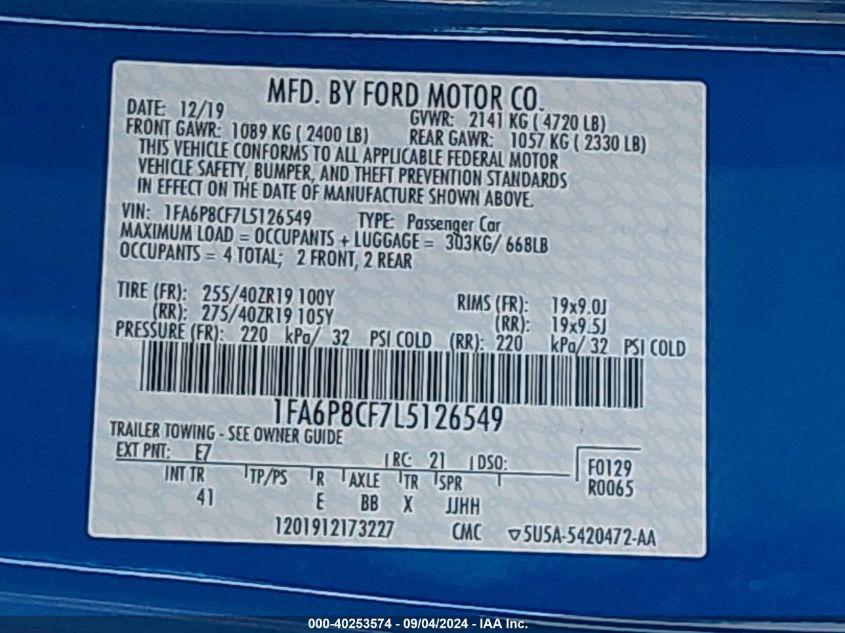 MFD. BY FORD MOTOR CO.
DATE: 12/19 GVWR: 2141 KG ( 4720 LB)
FRONT GAWR: 1089 KG ( 2400 LB) REAR GAWR: 1057 KG ( 2330 LB)
THIS VEHICLE CONFORMS TO ALL APPLICABLE FEDERAL MOTOR
VEHICLE SAFETY, BUMPER, AND THEFT PREVENTION STANDARDS
IN EFFECT ON THE DATE OF MANUFACTURE SHOWN ABOVE.
VIN: 1FA6P8CF7L5126549 TYPE: Passenger Car
MAXIMUM LOAD = OCCUPANTS + LUGGAGE = 303KG/ 668LB
OCCUPANTS = 4 TOTAL; 2 FRONT, 2 REAR
TIRE (FR): 255/40ZR19 100Y RIMS (FR): 19x9.0J
(RR): 275/40ZR19 105Y (RR): 19x9.5J
PRESSURE (FR): 220 kPa/ 32 PSI COLD (RR): 220 kPa/ 32 PSI COLD
1FA6P8CF7L5126549
TRAILER TOWING - SEE OWNER GUIDE
EXT PNT: E7 RC: 21 DSO: F0129
INT TR TP/PS R AXLE TR SPR R0065
41 E BB X JJHH
1201912173227 CMC 5U5A-5420472-AA
000-40253574 - 09/04/2024 - IAA Inc.